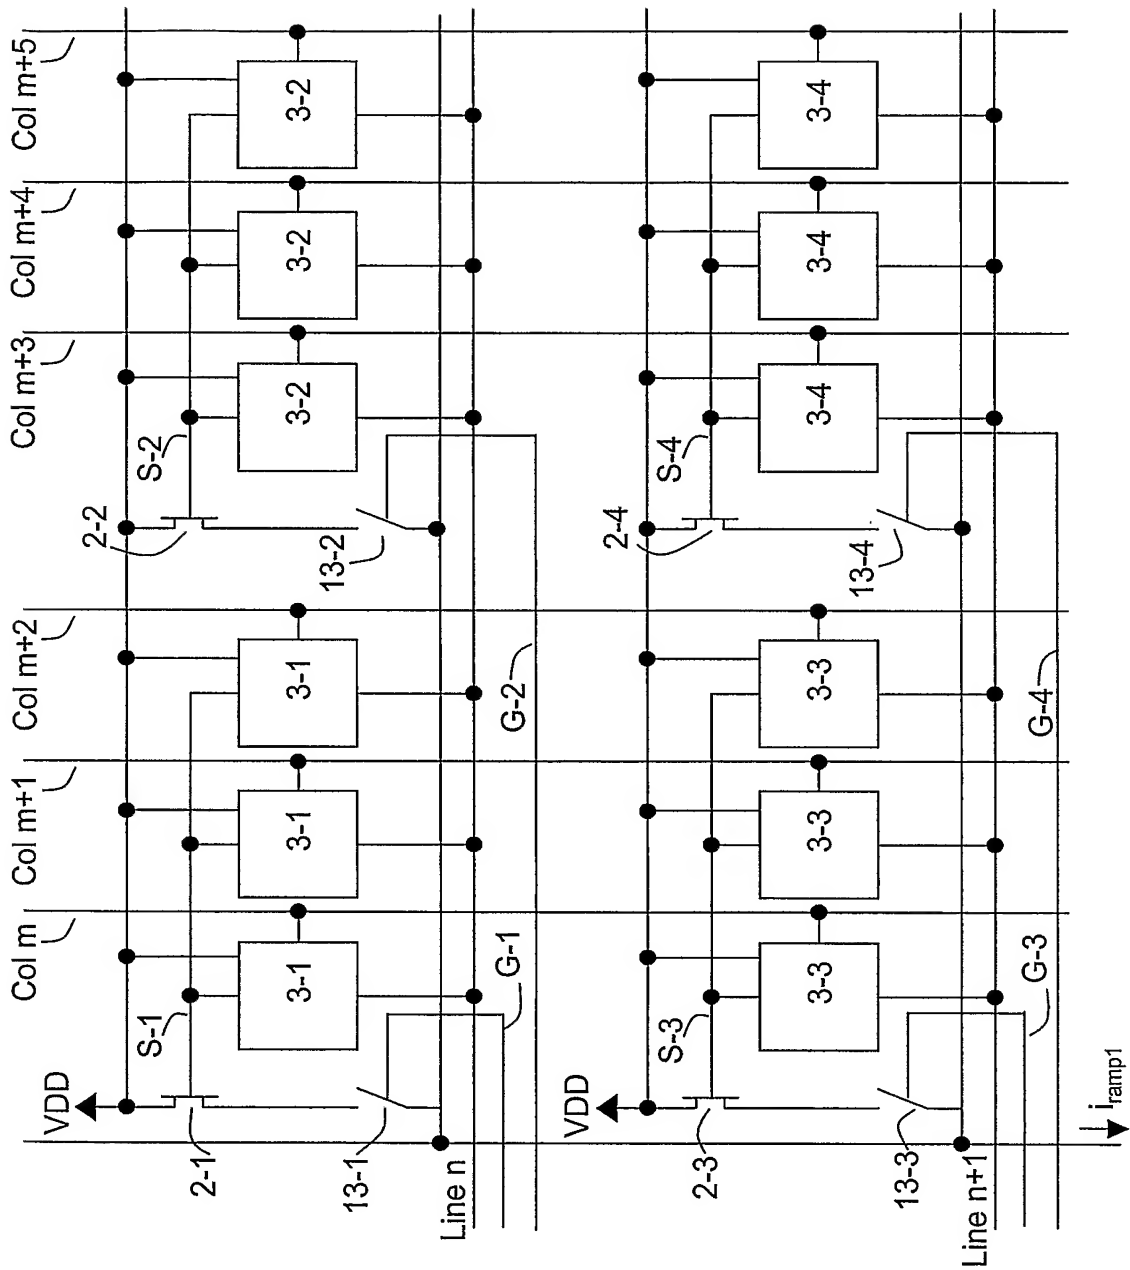 Col m
Col m+1
Col m+2
Col m+3
Col m+4
Col m+5
VDD
S-1
2-2
S-2
2-1
3-1
3-1
3-1
3-2
3-2
3-2
13-1
13-2
Line n
G-1
G-2
VDD
S-3
2-4
S-4
2-3
3-3
3-3
3-3
3-4
3-4
3-4
13-3
13-4
Line n+1
G-3
G-4
iramp1